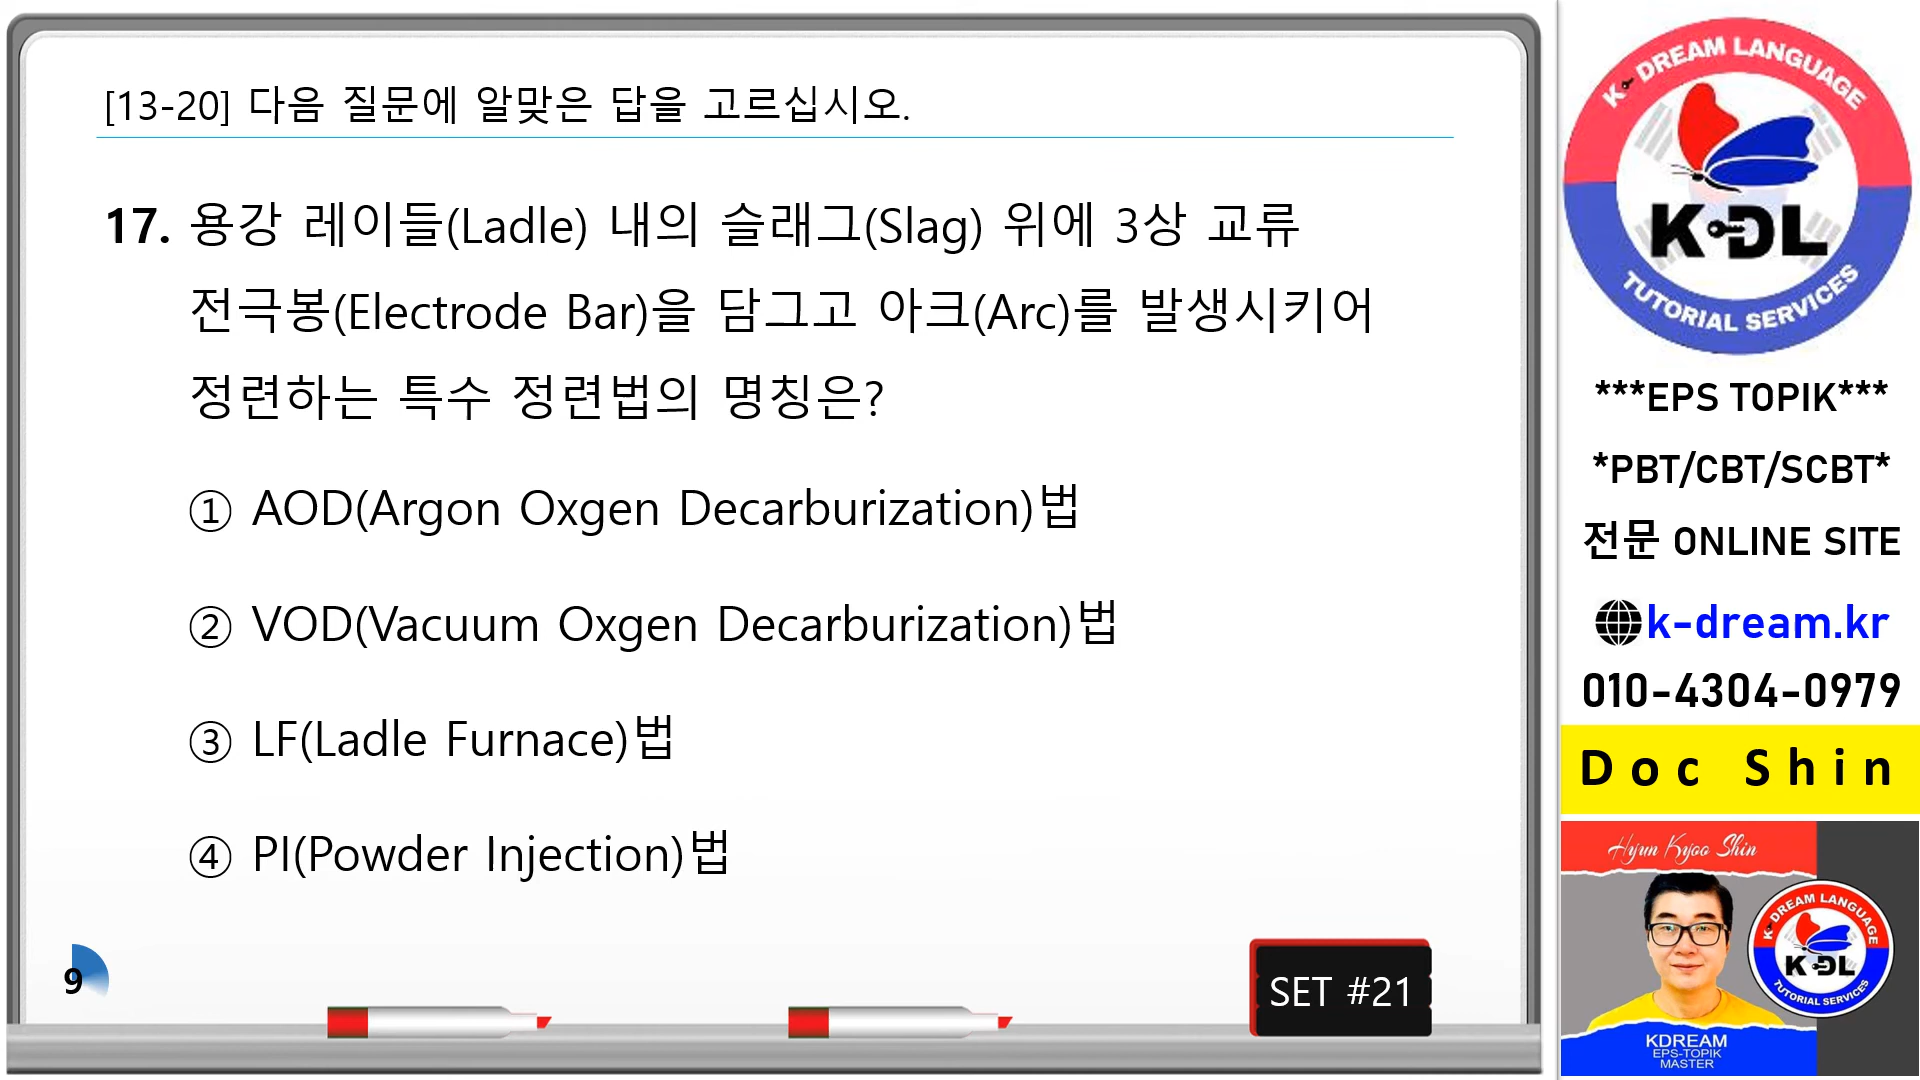 [13-20] 다음 질문에 알맞은 답을 고르십시오.
17. 용강 레이들(Ladle) 내의 슬래그(Slag) 위에 3상 교류
전극봉(Electrode Bar)을 담그고 아크(Arc)를 발생시키어
정련하는 특수 정련법의 명칭은?
① AOD(Argon Oxgen Decarburization)법
② VOD(Vacuum Oxgen Decarburization)법
③ LF(Ladle Furnace)법
④ PI(Powder Injection)법
9
SET #21
K-DREAM LANGUAGE
K-DL
TUTORIAL SERVICES
***EPS TOPIK***
*PBT/CBT/SCBT*
전문 ONLINE SITE
k-dream.kr
010-4304-0979
Doc Shin
Hyun Kyoo Shin
K-DREAM LANGUAGE
K-DL
TUTORIAL SERVICES
KDREAM
EPS-TOPIK
MASTER